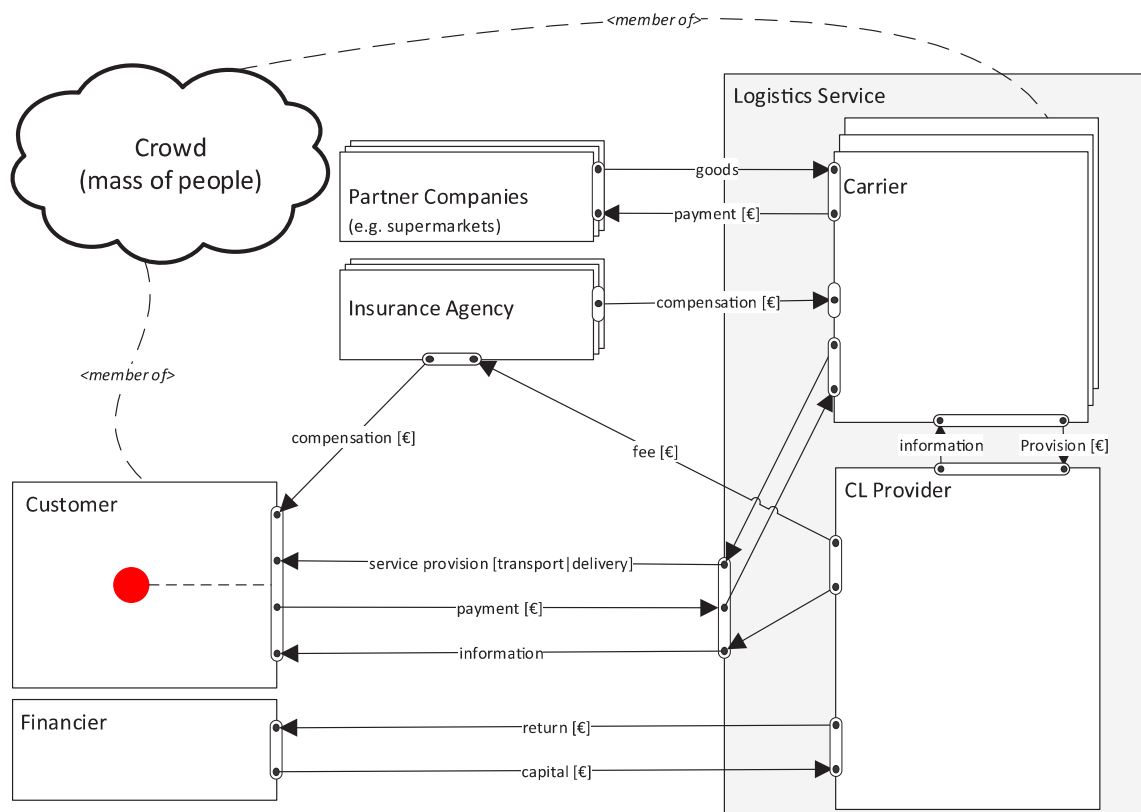 <member of>
Logistics Service
Crowd
(mass of people)
goods
Partner Companies
(e.g. supermarkets)
Carrier
payment [€]
Insurance Agency
compensation [€]
<member of>
compensation [€]
fee [€]
information
Provision [€]
Customer
CL Provider
service provision [transport|delivery]
payment [€]
information
Financier
return [€]
capital [€]